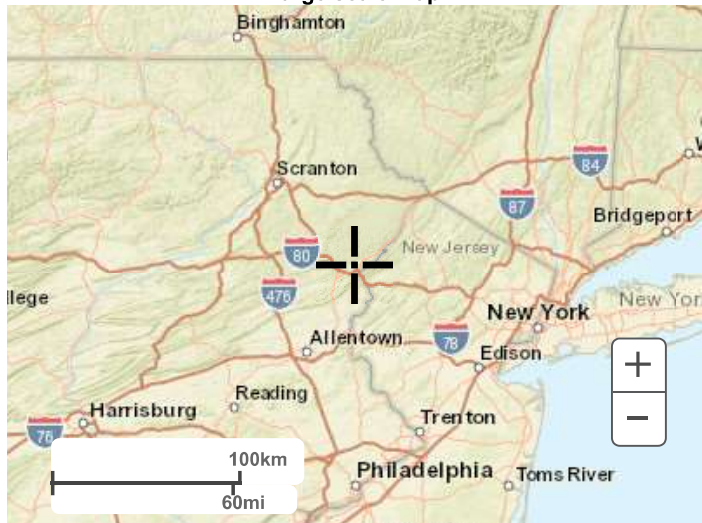 Binghamton
Scranton
84
87
Bridgeport
80
New Jersey
476
llege
New Yor
New York
Allentown
78
Edison
+
Reading
Harrisburg
−
Trenton
76
100km
Philadelphia
Toms River
60mi